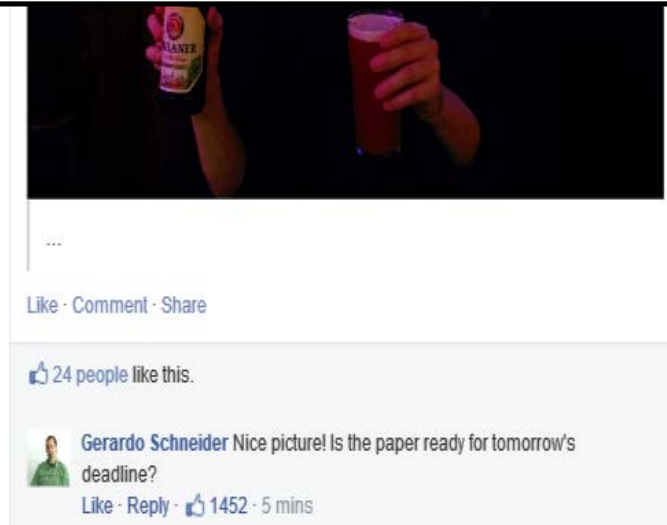 LANER
...
Like · Comment · Share
24 people like this.
Gerardo Schneider Nice picture! Is the paper ready for tomorrow's
deadline?
Like · Reply · 1452 · 5 mins